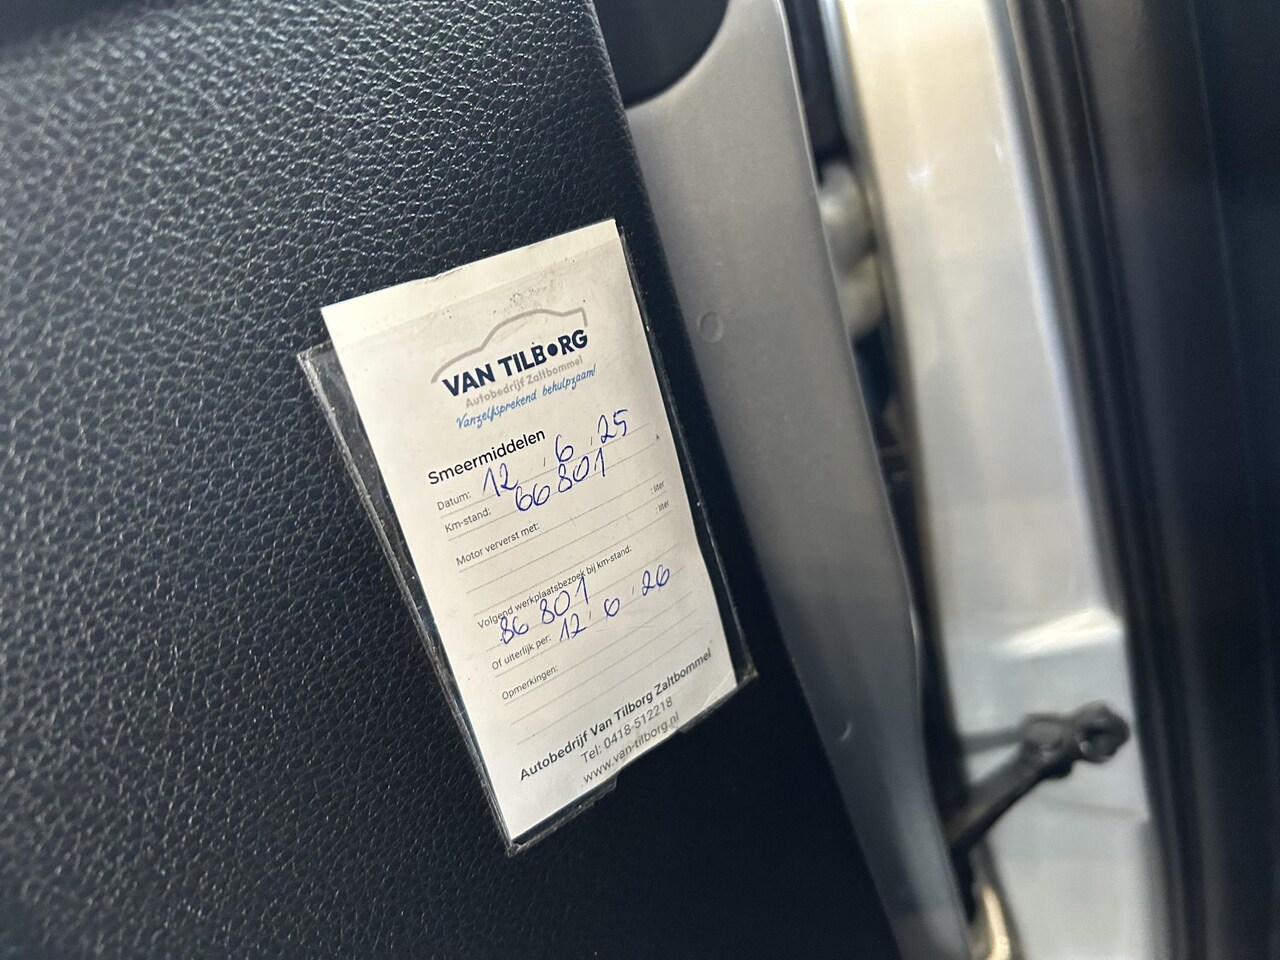 VAN TILBORG
Autobedrijf Zaltbommel
Vanzelfsprekend behulpzaam!
Smeermiddelen
Datum: 12 . 6 . 25
Km-stand: 66 801
Motor ververst met: : liter
: liter
Volgend werkplaatsbezoek bij km-stand:
86 801
Of uiterlijk per: 12 . 6 . 26
Opmerkingen:
Autobedrijf Van Tilborg Zaltbommel
Tel: 0418-512218
www.van-tilborg.nl